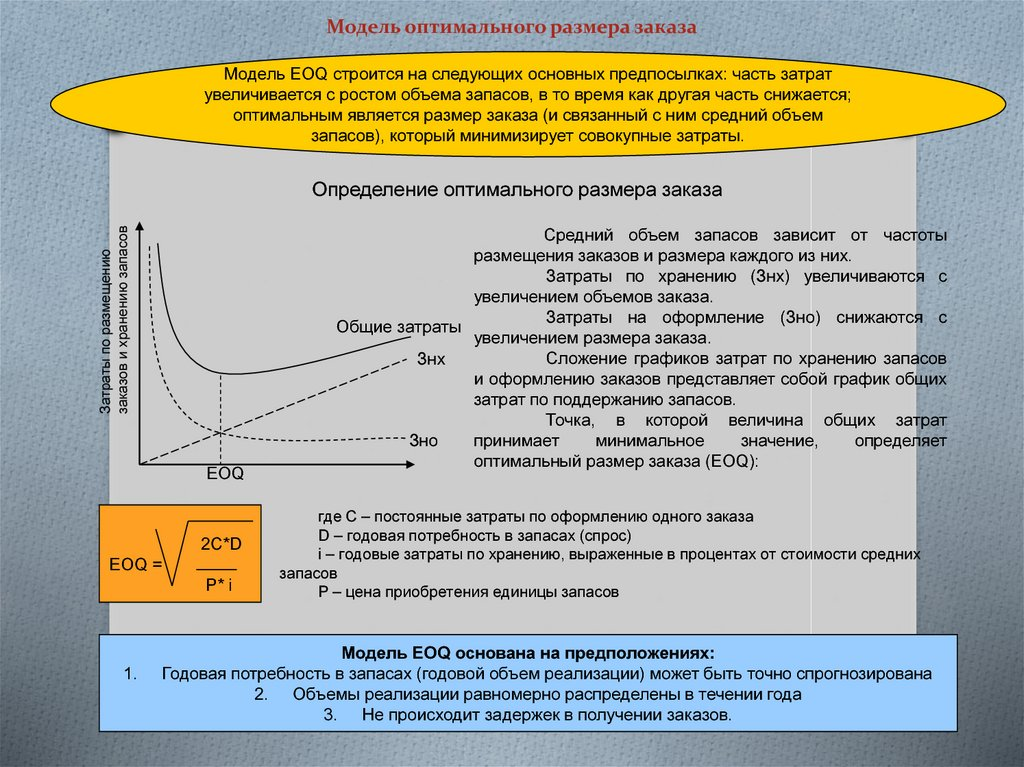 Модель оптимального размера заказа
Модель EOQ строится на следующих основных предпосылках: часть затрат
увеличивается с ростом объема запасов, в то время как другая часть снижается;
оптимальным является размер заказа (и связанный с ним средний объем
запасов), который минимизирует совокупные затраты.
Определение оптимального размера заказа
Затраты по размещению
заказов и хранению запасов
Общие затраты
Знх
Зно
EOQ
Средний объем запасов зависит от частоты
размещения заказов и размера каждого из них.
Затраты по хранению (Знх) увеличиваются с
увеличением объемов заказа.
Затраты на оформление (Зно) снижаются с
увеличением размера заказа.
Сложение графиков затрат по хранению запасов
и оформлению заказов представляет собой график общих
затрат по поддержанию запасов.
Точка, в которой величина общих затрат
принимает минимальное значение, определяет
оптимальный размер заказа (EOQ):
EOQ =
2C*D
P* i
где C – постоянные затраты по оформлению одного заказа
D – годовая потребность в запасах (спрос)
i – годовые затраты по хранению, выраженные в процентах от стоимости средних
запасов
P – цена приобретения единицы запасов
Модель EOQ основана на предположениях:
1. Годовая потребность в запасах (годовой объем реализации) может быть точно спрогнозирована
2. Объемы реализации равномерно распределены в течении года
3. Не происходит задержек в получении заказов.